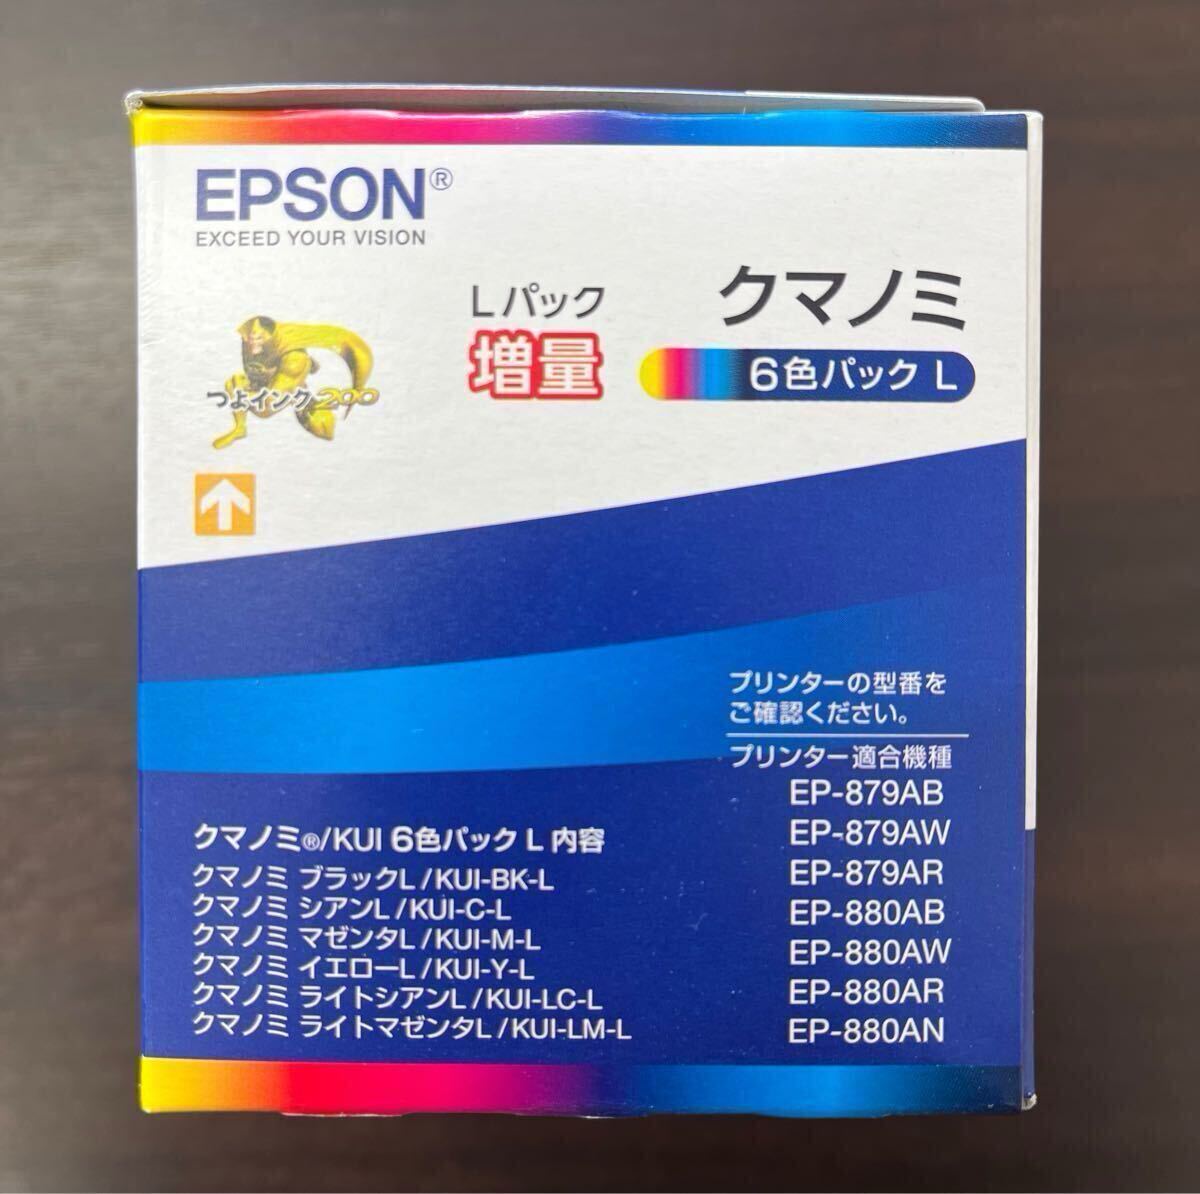 EPSON®
EXCEED YOUR VISION
Lパック
増量
クマノミ
6色パック L
つよインク200
プリンターの型番を
ご確認ください。
プリンター適合機種
EP-879AB
EP-879AW
EP-879AR
EP-880AB
EP-880AW
EP-880AR
EP-880AN
クマノミ®/KUI 6色パック L 内容
クマノミ ブラックL/KUI-BK-L
クマノミ シアンL/KUI-C-L
クマノミ マゼンタL/KUI-M-L
クマノミ イエローL/KUI-Y-L
クマノミ ライトシアンL/KUI-LC-L
クマノミ ライトマゼンタL/KUI-LM-L